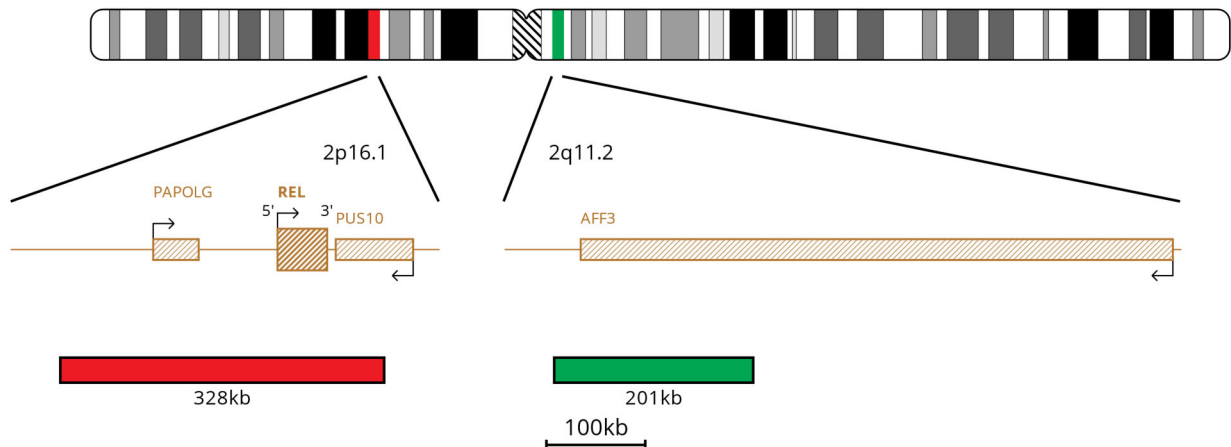 2p16.1
2q11.2
PAPOLG
REL
5'
3'
PUS10
AFF3
328kb
201kb
100kb